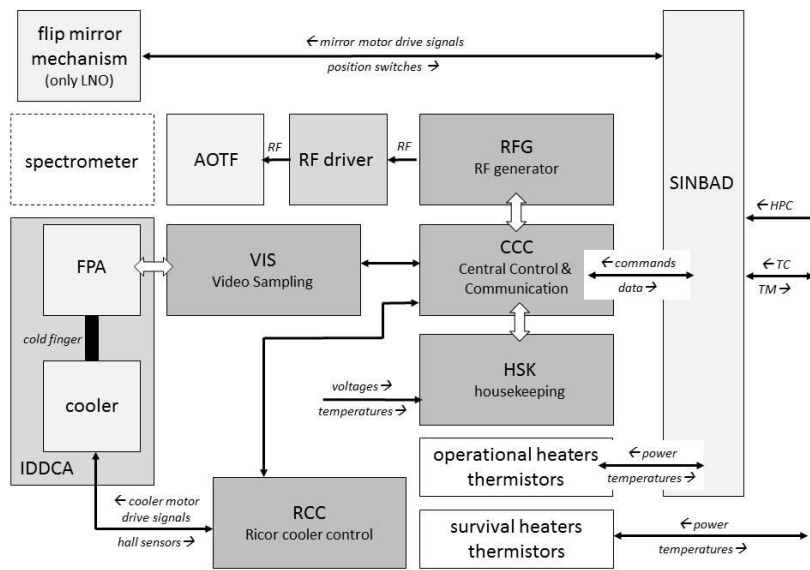 flip mirror
mechanism
(only LNO)
← mirror motor drive signals
position switches →
spectrometer
AOTF
RF
RF driver
RF
RFG
RF generator
SINBAD
← HPC
← TC
TM →
FPA
VIS
Video Sampling
CCC
Central Control &
Communication
← commands
data →
cold finger
cooler
IDDCA
voltages →
temperatures →
HSK
housekeeping
operational heaters
thermistors
← power
temperatures →
← cooler motor
drive signals
hall sensors →
RCC
Ricor cooler control
survival heaters
thermistors
← power
temperatures →